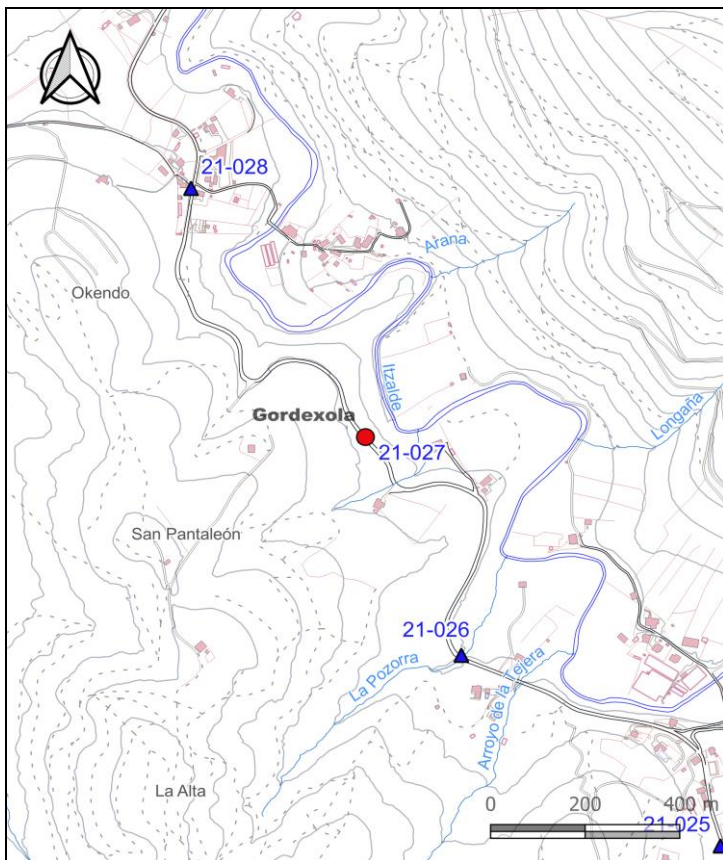 21-028
Arana
Okendo
Itzalde
Gordexola
Longaña
21-027
San Pantaleón
21-026
La Pozorra
Arroyo de la Tejera
La Alta
0 200 400 m
21-025